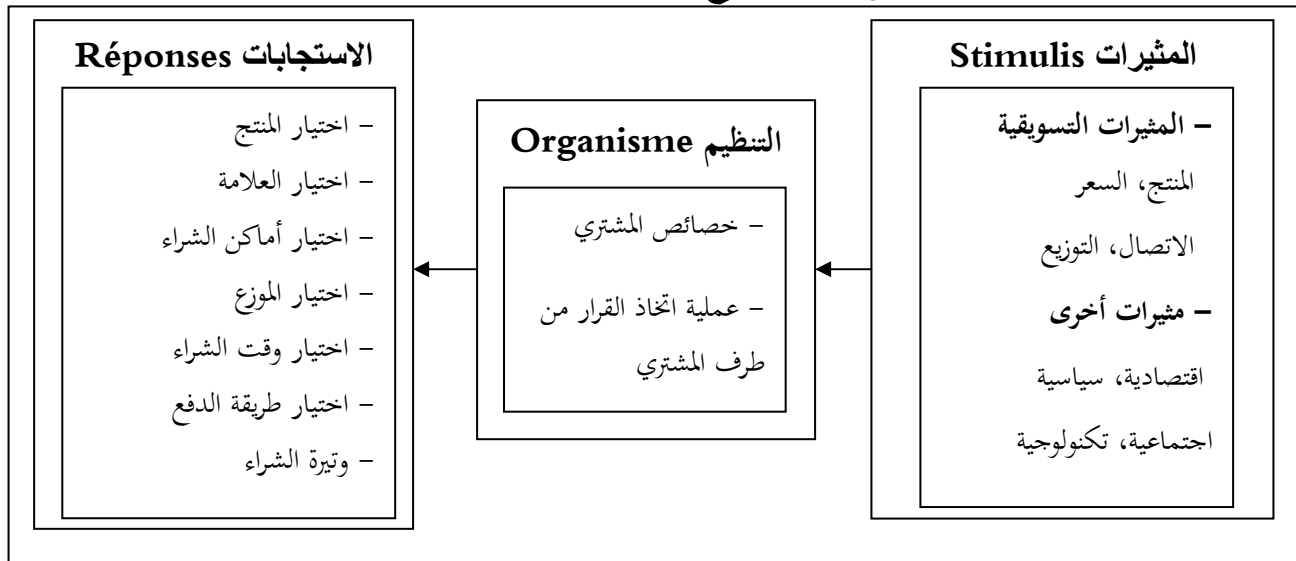 المثيرات Stimulis
– المثيرات التسويقية
المنتج، السعر
الاتصال، التوزيع
– مثيرات أخرى
اقتصادية، سياسية
اجتماعية، تكنولوجية
التنظيم Organisme
– خصائص المشتري
– عملية اتخاذ القرار من
طرف المشتري
الاستجابات Réponses
– اختيار المنتج
– اختيار العلامة
– اختيار أماكن الشراء
– اختيار الموزع
– اختيار وقت الشراء
– اختيار طريقة الدفع
– وتيرة الشراء